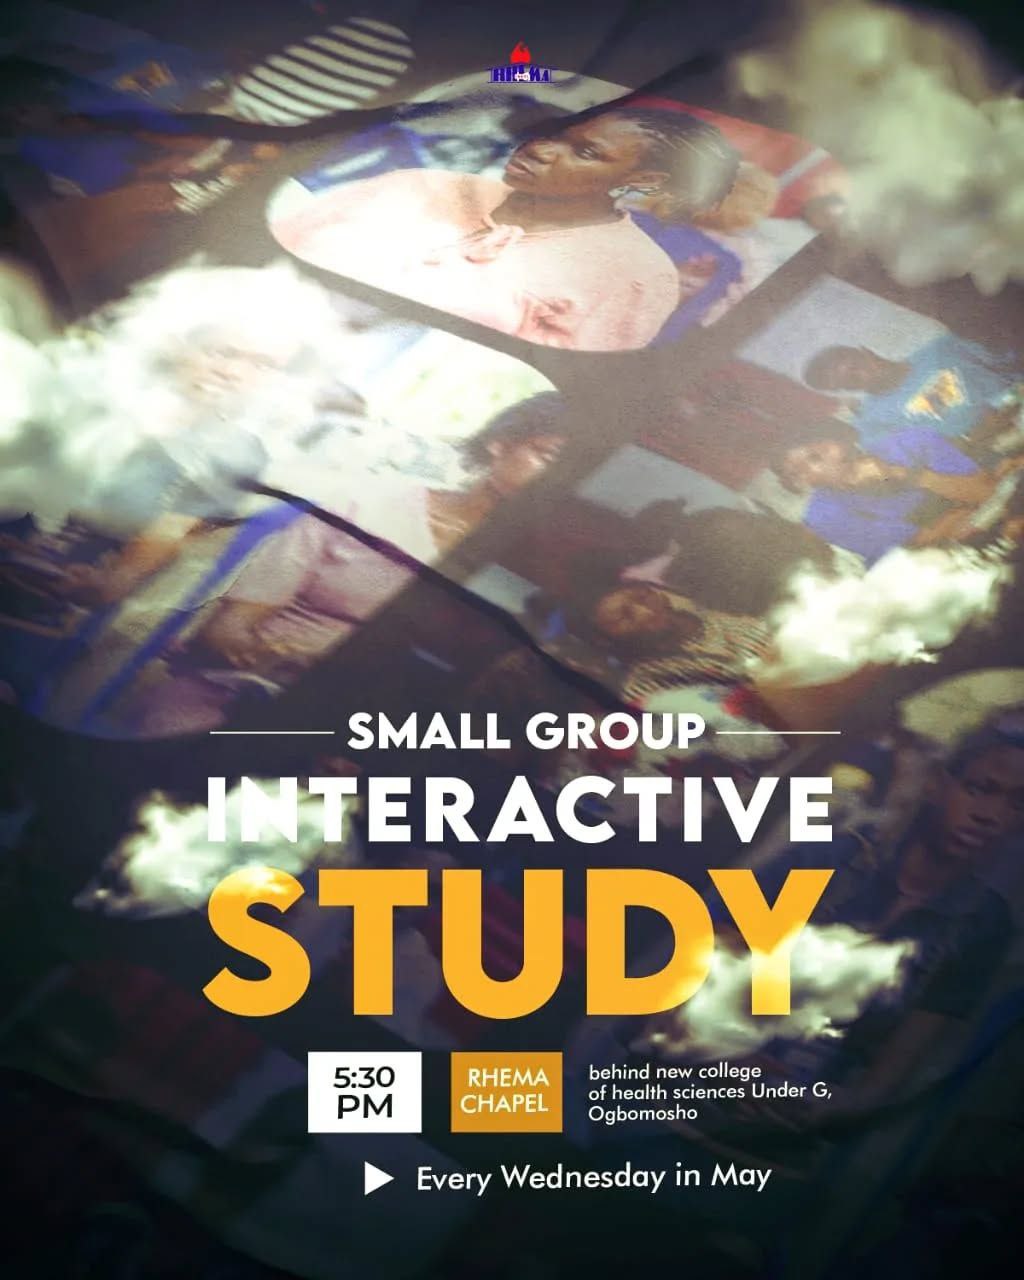 RHEMA
SMALL GROUP
INTERACTIVE
STUDY
5:30
PM
RHEMA
CHAPEL
behind new college
of health sciences Under G,
Ogbomosho
Every Wednesday in May